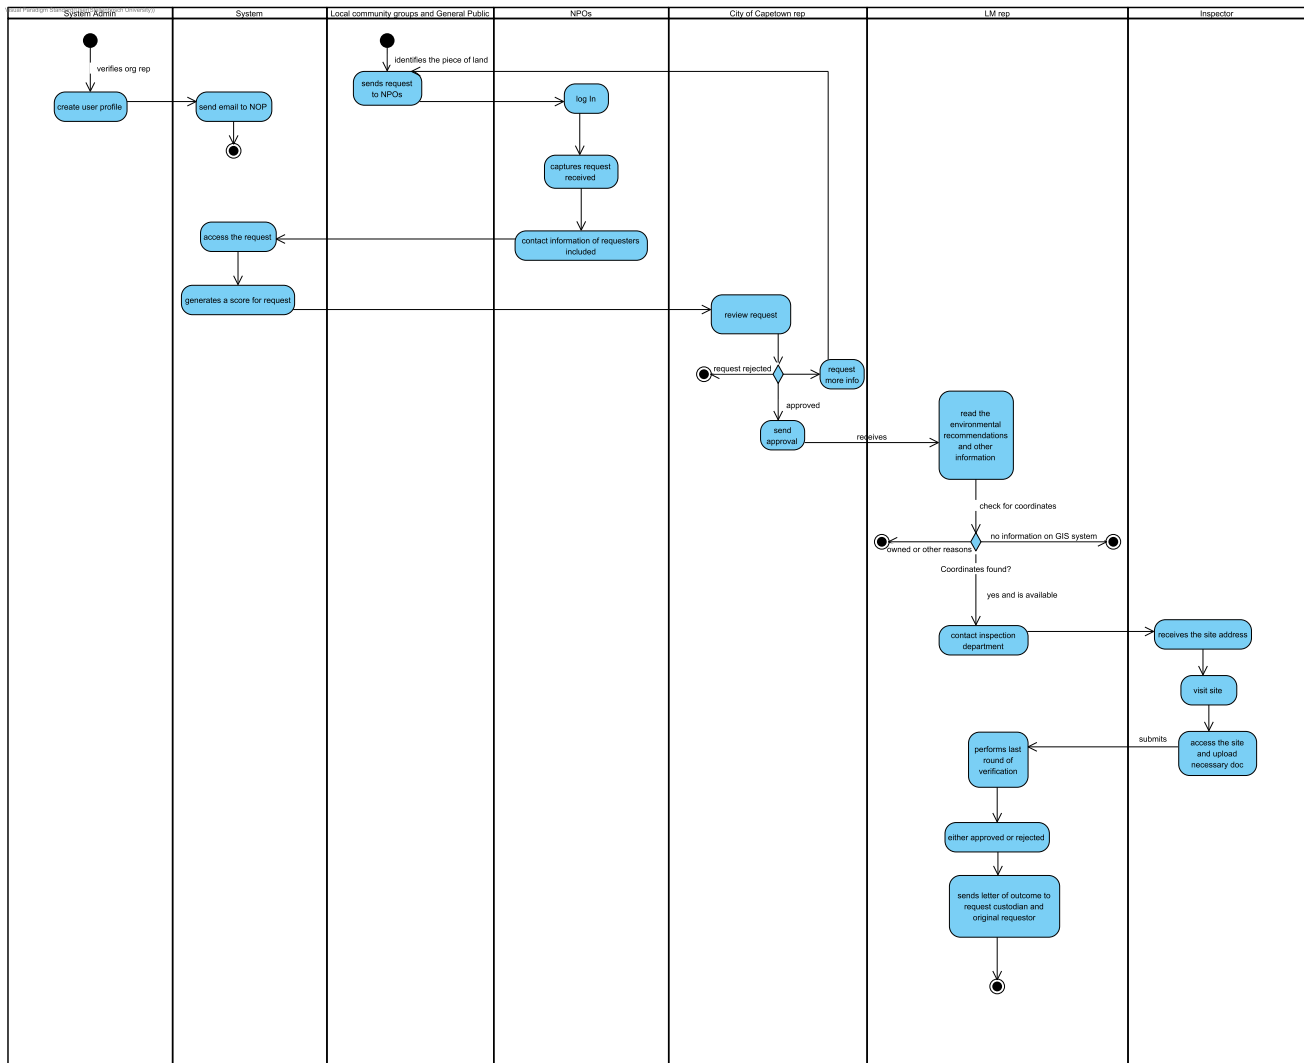 System Admin
System
Local community groups and General Public
NPOs
City of Capetown rep
LM rep
Inspector
verifies org rep
create user profile
send email to NOP
identifies the piece of land
sends request
to NPOs
log In
captures request
received
contact information of requesters
included
access the request
generates a score for request
review request
request rejected
request
more info
approved
send
approval
receives
read the
environmental
recommendations
and other
information
check for coordinates
no information on GIS system
owned or other reasons
Coordinates found?
yes and is available
contact inspection
department
receives the site address
visit site
access the site
and upload
necessary doc
submits
performs last
round of
verification
either approved or rejected
sends letter of outcome to
request custodian and
original requestor